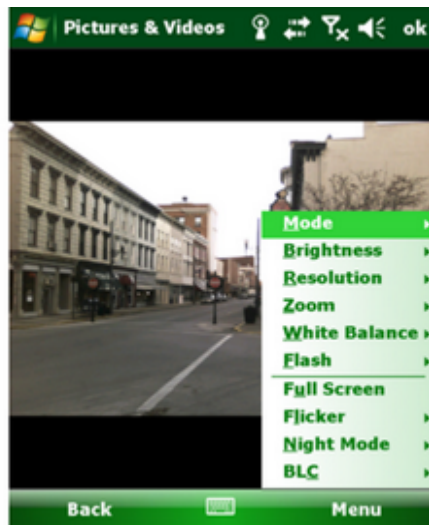 Pictures & Videos ok
Mode
Brightness
Resolution
Zoom
White Balance
Flash
Full Screen
Flicker
Night Mode
BLC
Back Menu